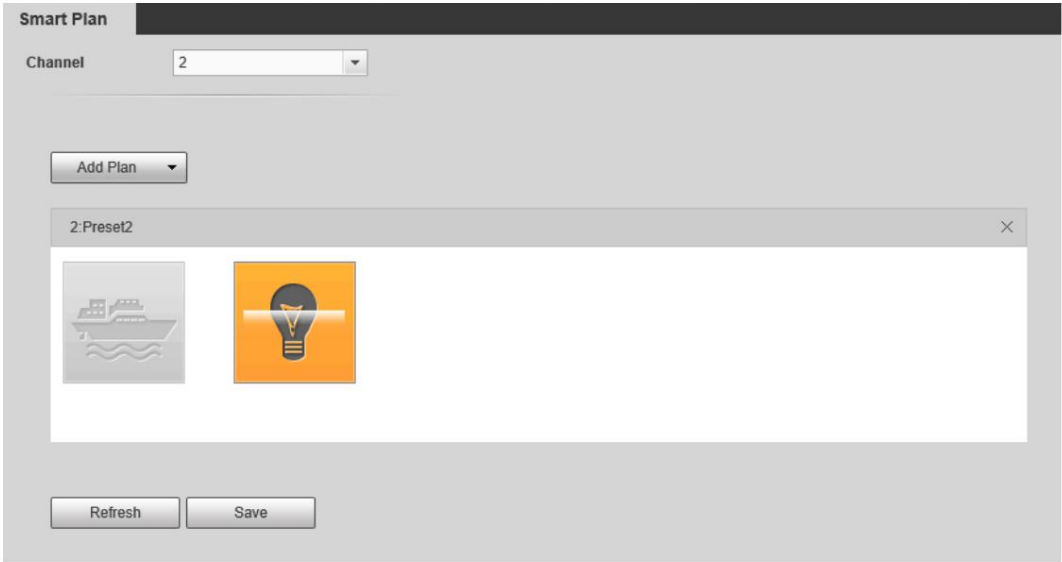 Smart Plan
Channel 2
Add Plan
2:Preset2
Refresh Save